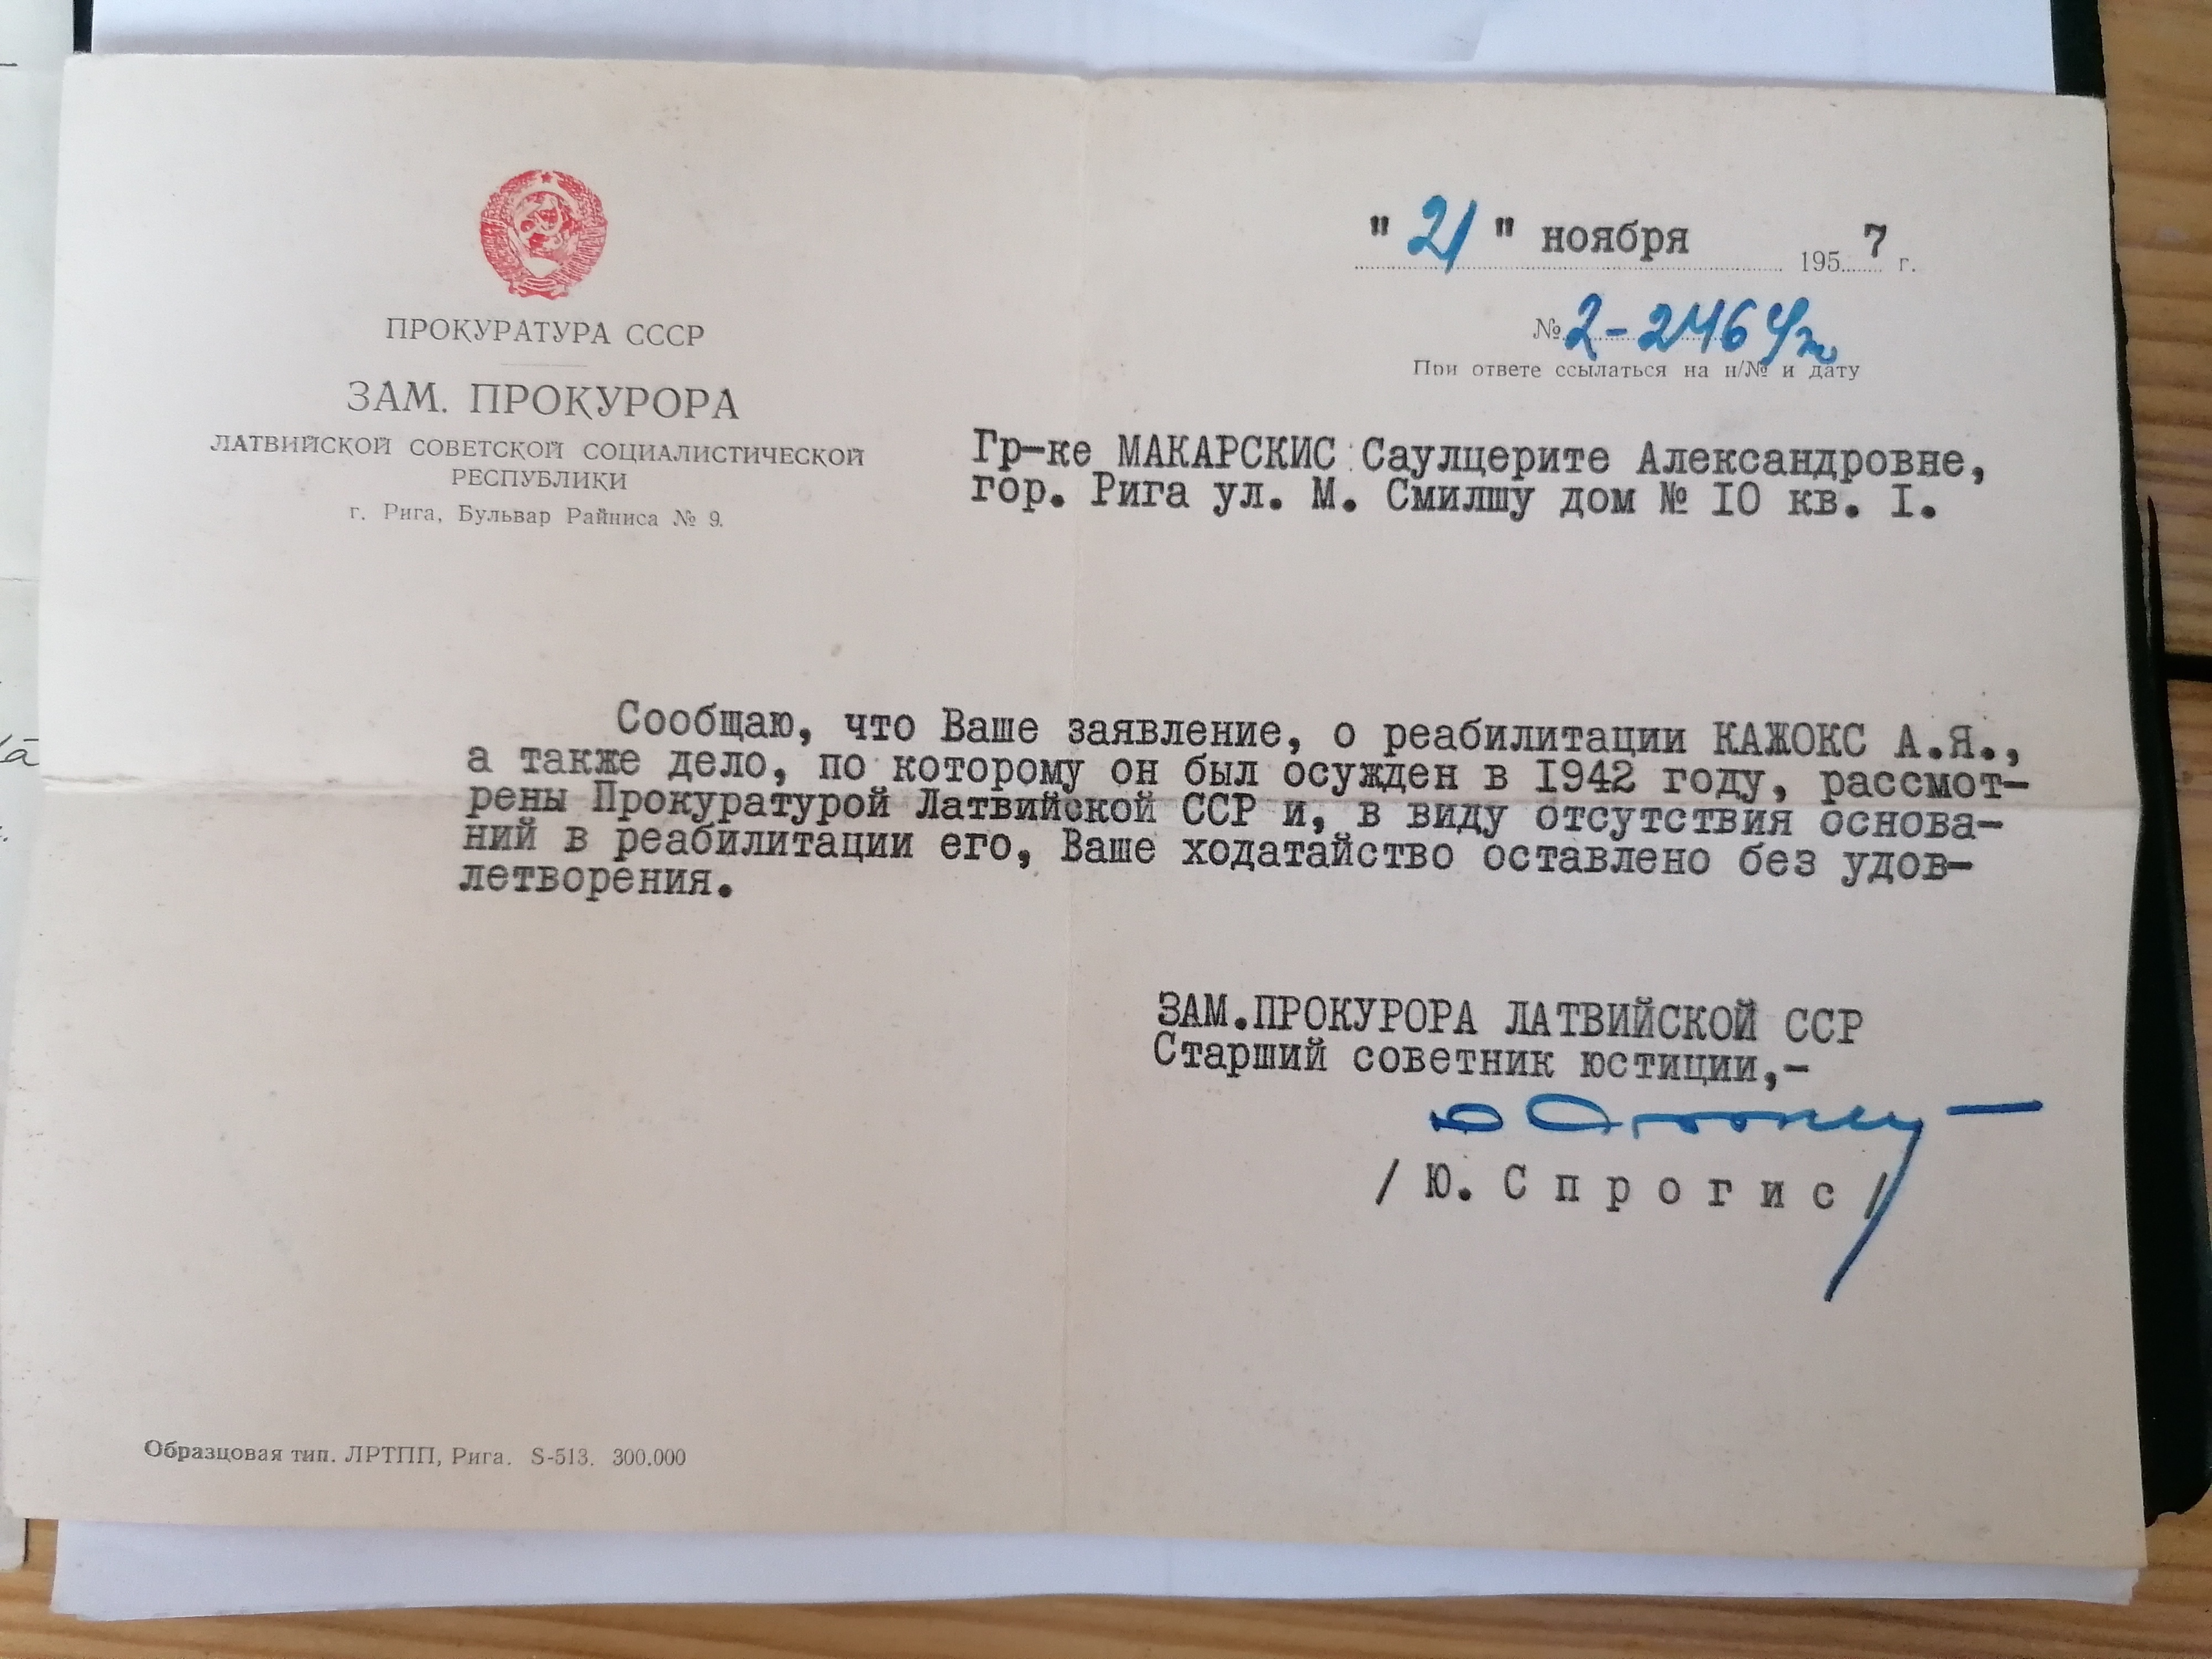 ПРОКУРАТУРА СССР
ЗАМ. ПРОКУРОРА
ЛАТВИЙСКОЙ СОВЕТСКОЙ СОЦИАЛИСТИЧЕСКОЙ
РЕСПУБЛИКИ
г. Рига, Бульвар Райниса № 9.
" 21 " ноября 1957 г.
№ 2-2464
При ответе ссылаться на н/№ и дату
Гр-ке МАКАРСКИС Саулцерите Александровне,
гор. Рига ул. М. Смилшу дом № 10 кв. I.
Сообщаю, что Ваше заявление, о реабилитации КАЖОКС А.Я.,
а также дело, по которому он был осужден в I942 году, рассмот-
рены Прокуратурой Латвийской ССР и, в виду отсутствия основа-
ний в реабилитации его, Ваше ходатайство оставлено без удов-
летворения.
ЗАМ.ПРОКУРОРА ЛАТВИЙСКОЙ ССР
Старший советник юстиции,-
/ Ю. С п р о г и с /
Образцовая тип. ЛРТПП, Рига. S-513. 300.000